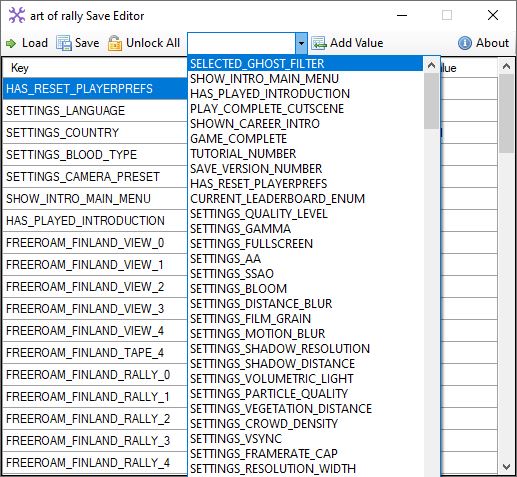 art of rally Save Editor
Load Save Unlock All Add Value About
Key
HAS_RESET_PLAYERPREFS
SETTINGS_LANGUAGE
SETTINGS_COUNTRY
SETTINGS_BLOOD_TYPE
SETTINGS_CAMERA_PRESET
SHOW_INTRO_MAIN_MENU
HAS_PLAYED_INTRODUCTION
FREEROAM_FINLAND_VIEW_0
FREEROAM_FINLAND_VIEW_1
FREEROAM_FINLAND_VIEW_2
FREEROAM_FINLAND_VIEW_3
FREEROAM_FINLAND_VIEW_4
FREEROAM_FINLAND_TAPE_4
FREEROAM_FINLAND_RALLY_0
FREEROAM_FINLAND_RALLY_1
FREEROAM_FINLAND_RALLY_2
FREEROAM_FINLAND_RALLY_3
FREEROAM_FINLAND_RALLY_4
SELECTED_GHOST_FILTER
SHOW_INTRO_MAIN_MENU
HAS_PLAYED_INTRODUCTION
PLAY_COMPLETE_CUTSCENE
SHOWN_CAREER_INTRO
GAME_COMPLETE
TUTORIAL_NUMBER
SAVE_VERSION_NUMBER
HAS_RESET_PLAYERPREFS
CURRENT_LEADERBOARD_ENUM
SETTINGS_QUALITY_LEVEL
SETTINGS_GAMMA
SETTINGS_FULLSCREEN
SETTINGS_AA
SETTINGS_SSAO
SETTINGS_BLOOM
SETTINGS_DISTANCE_BLUR
SETTINGS_FILM_GRAIN
SETTINGS_MOTION_BLUR
SETTINGS_SHADOW_RESOLUTION
SETTINGS_SHADOW_DISTANCE
SETTINGS_VOLUMETRIC_LIGHT
SETTINGS_PARTICLE_QUALITY
SETTINGS_VEGETATION_DISTANCE
SETTINGS_CROWD_DENSITY
SETTINGS_VSYNC
SETTINGS_FRAMERATE_CAP
SETTINGS_RESOLUTION_WIDTH